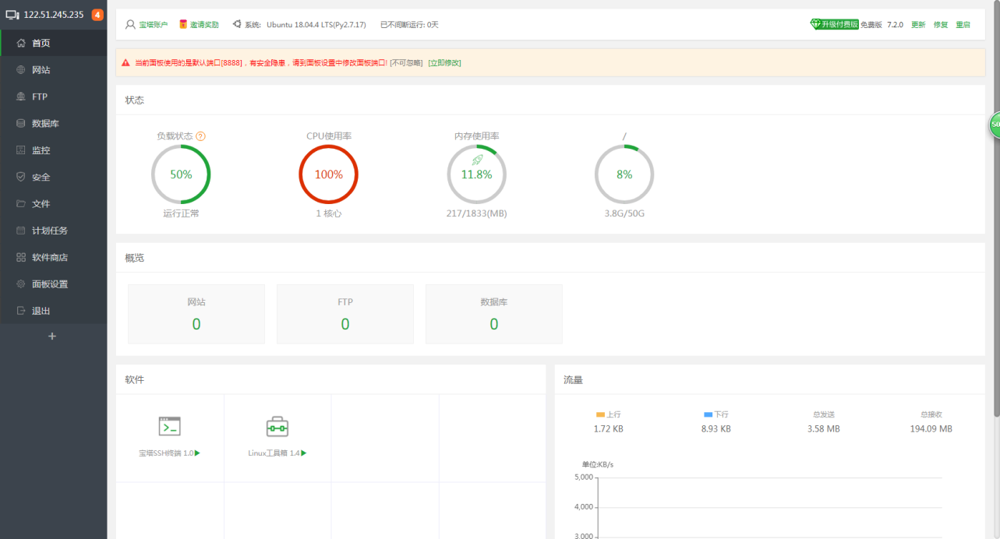 122.51.245.235 4
首页
网站
FTP
数据库
监控
安全
文件
计划任务
软件商店
面板设置
退出
+
宝塔账户 邀请奖励 系统: Ubuntu 18.04.4 LTS(Py2.7.17) 已不间断运行: 0天 升级付费版 免费版 7.2.0 更新 修复 重启
当前面板使用的是默认端口[8888]，有安全隐患，请到面板设置中修改面板端口! [不可忽略] [立即修改]
状态
负载状态 ? CPU使用率 内存使用率 /
50% 100% 11.8% 8%
运行正常 1 核心 217/1833(MB) 3.8G/50G
50
概览
网站 FTP 数据库
0 0 0
软件
宝塔SSH终端 1.0 Linux工具箱 1.4
流量
上行 下行 总发送 总接收
1.72 KB 8.93 KB 3.58 MB 194.09 MB
单位:KB/s
5,000
4,000
3,000